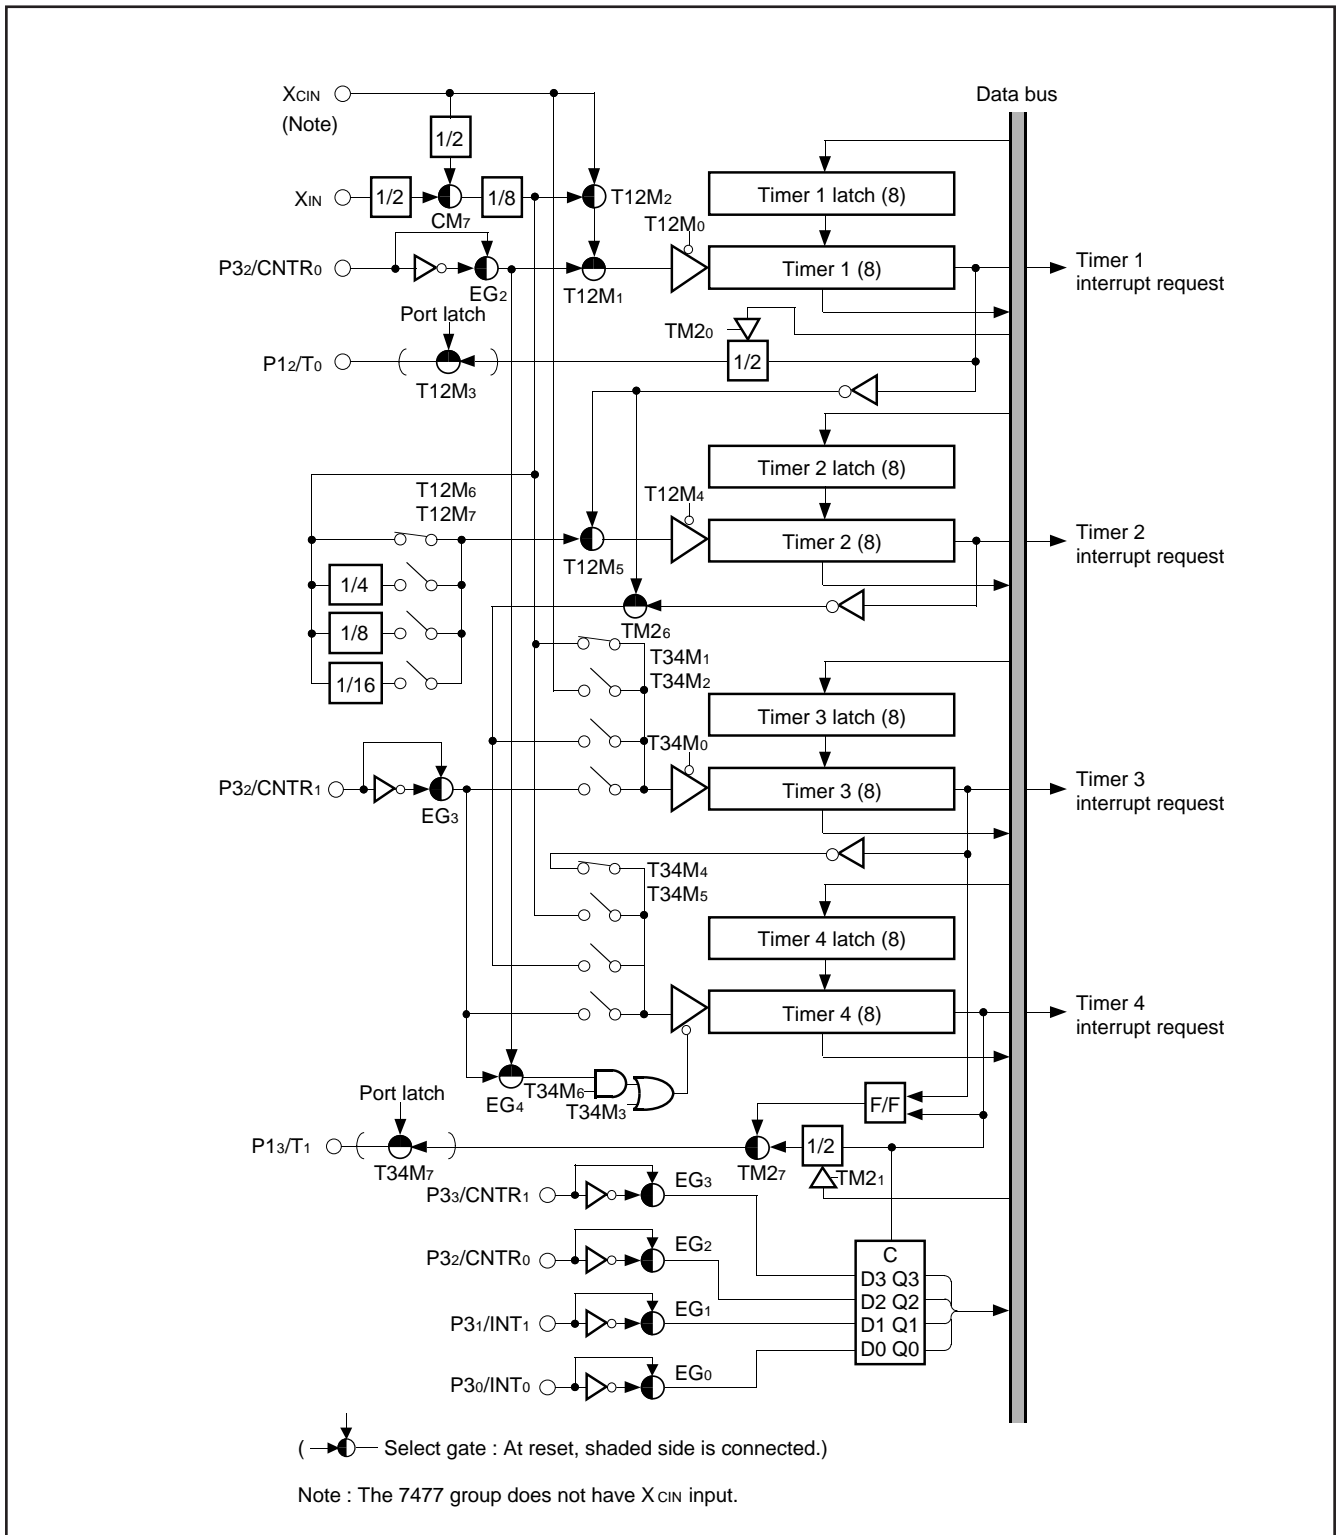 XCIN
(Note)
Data bus
1/2
Timer 1 latch (8)
XIN
1/2
1/8
T12M2
CM7
T12M0
P32/CNTR0
Timer 1 (8)
Timer 1
interrupt request
EG2
T12M1
Port latch
TM20
P12/T0
1/2
T12M3
Timer 2 latch (8)
T12M6
T12M7
T12M4
Timer 2 (8)
Timer 2
interrupt request
T12M5
1/4
1/8
TM26
1/16
T34M1
T34M2
Timer 3 latch (8)
T34M0
P32/CNTR1
Timer 3 (8)
Timer 3
interrupt request
EG3
T34M4
T34M5
Timer 4 latch (8)
Timer 4 (8)
Timer 4
interrupt request
Port latch
EG4
T34M6
T34M3
F/F
P13/T1
1/2
T34M7
TM27
TM21
P33/CNTR1
EG3
P32/CNTR0
EG2
C
D3 Q3
D2 Q2
P31/INT1
EG1
D1 Q1
D0 Q0
P30/INT0
EG0
( Select gate : At reset, shaded side is connected.)
Note : The 7477 group does not have XCIN input.